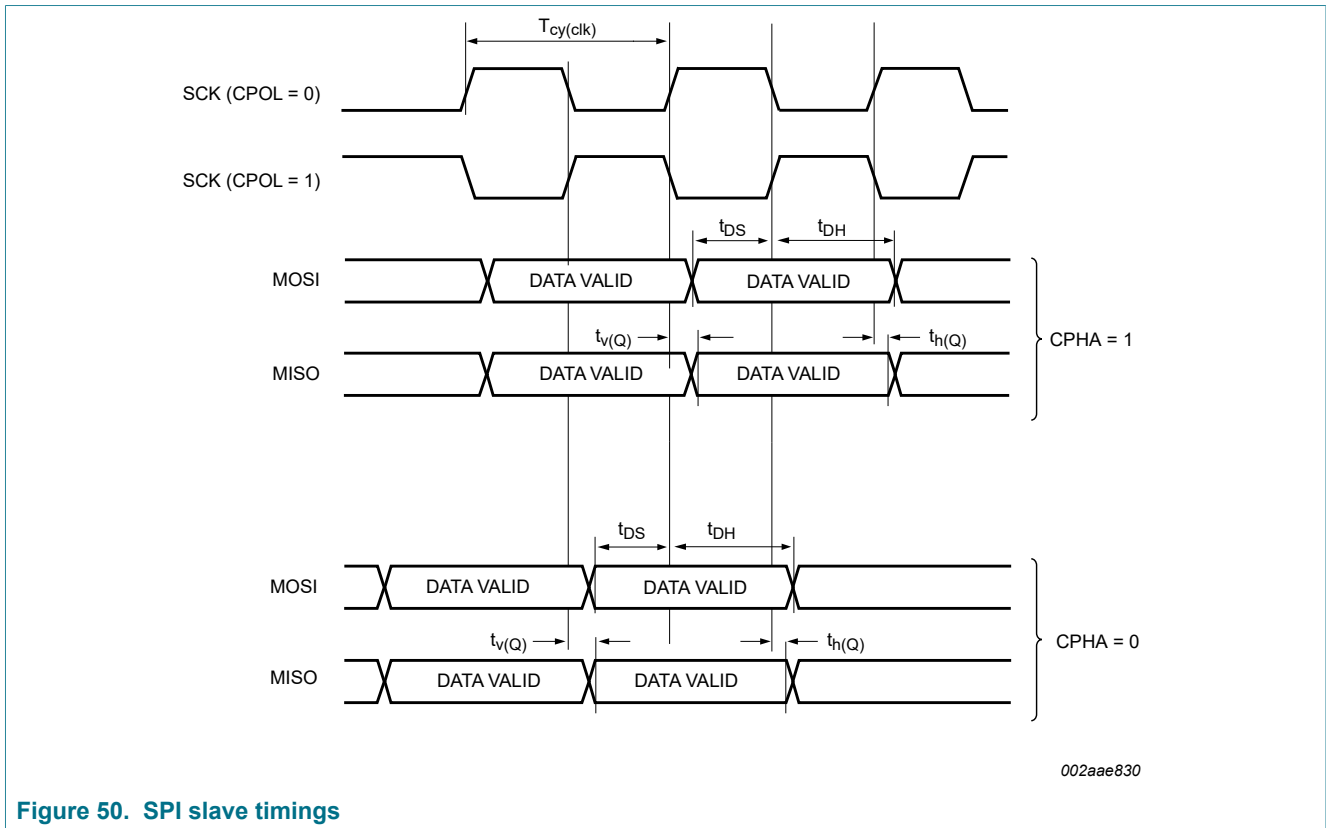 Tcy(clk)
SCK (CPOL = 0)
SCK (CPOL = 1)
tDS
tDH
MOSI
DATA VALID
DATA VALID
tv(Q)
th(Q)
CPHA = 1
MISO
DATA VALID
DATA VALID
tDS
tDH
MOSI
DATA VALID
DATA VALID
tv(Q)
th(Q)
CPHA = 0
MISO
DATA VALID
DATA VALID
002aae830
Figure 50. SPI slave timings